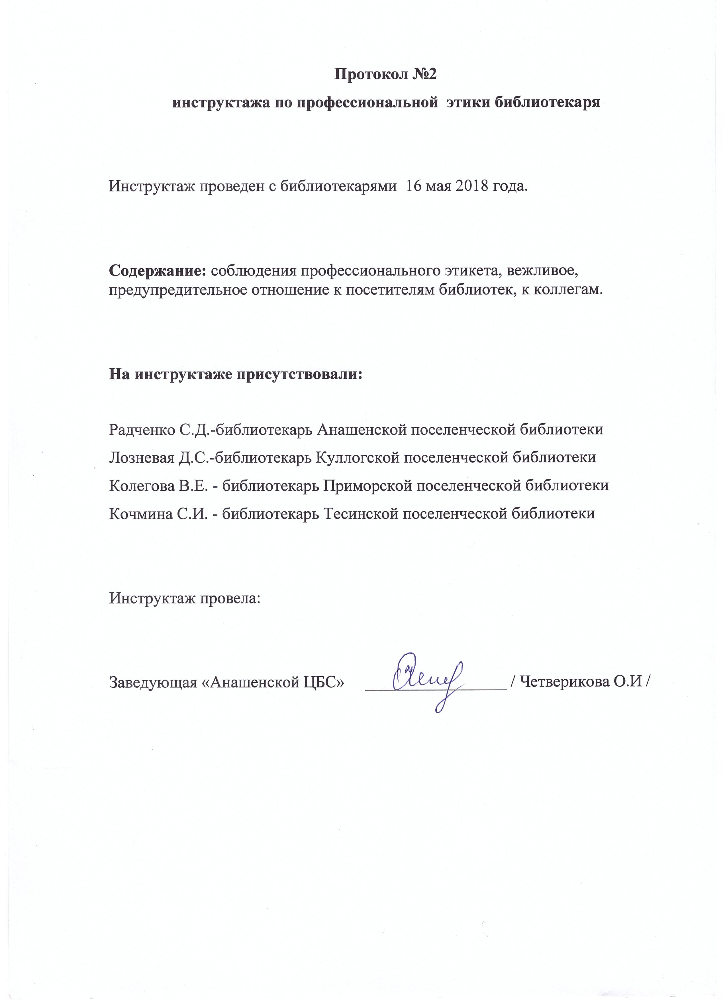 Протокол №2
инструктажа по профессиональной этики библиотекаря
Инструктаж проведен с библиотекарями 16 мая 2018 года.
Содержание: соблюдения профессионального этикета, вежливое,
предупредительное отношение к посетителям библиотек, к коллегам.
На инструктаже присутствовали:
Радченко С.Д.-библиотекарь Анашенской поселенческой библиотеки
Лозневая Д.С.-библиотекарь Куллогской поселенческой библиотеки
Колегова В.Е. - библиотекарь Приморской поселенческой библиотеки
Кочмина С.И. - библиотекарь Тесинской поселенческой библиотеки
Инструктаж провела:
Заведующая «Анашенской ЦБС» / Четверикова О.И /